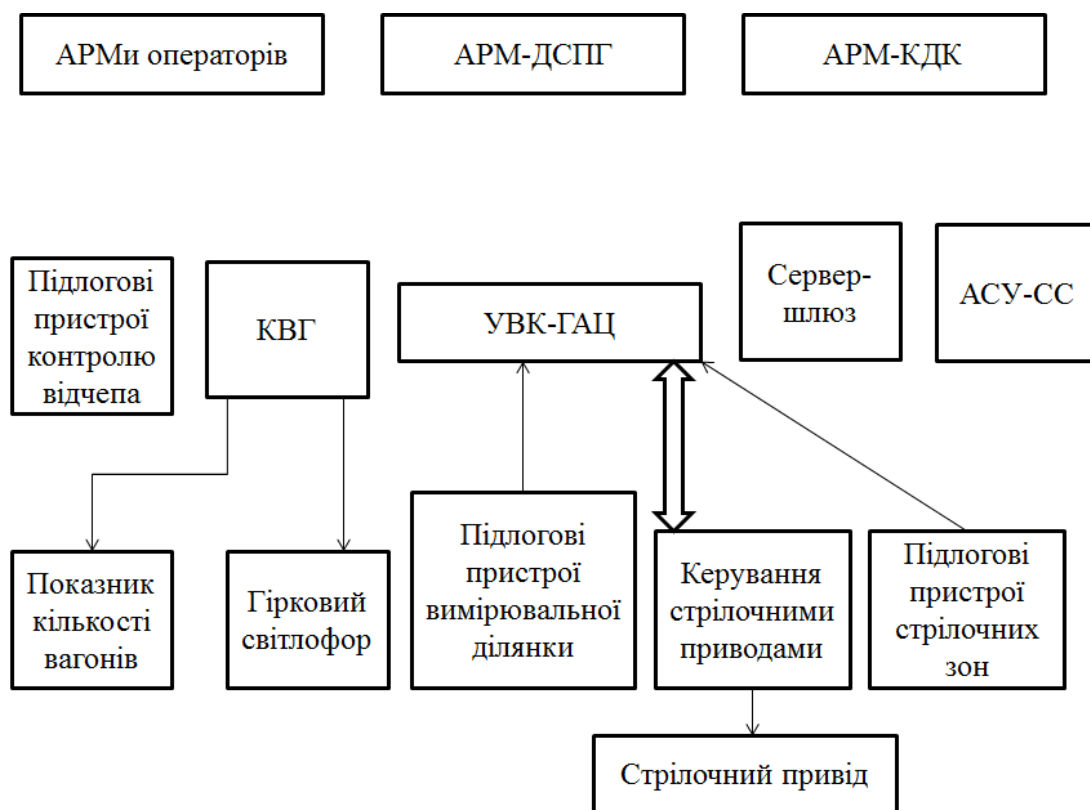 АРМи операторів
АРМ-ДСПГ
АРМ-КДК
Підлогові
пристрої
контролю
відчепа
КВГ
УВК-ГАЦ
Сервер-
шлюз
АСУ-СС
Показник
кількості
вагонів
Гірковий
світлофор
Підлогові
пристрої
вимірювальної
ділянки
Керування
стрілочними
приводами
Підлогові
пристрої
стрілочних
зон
Стрілочний привід